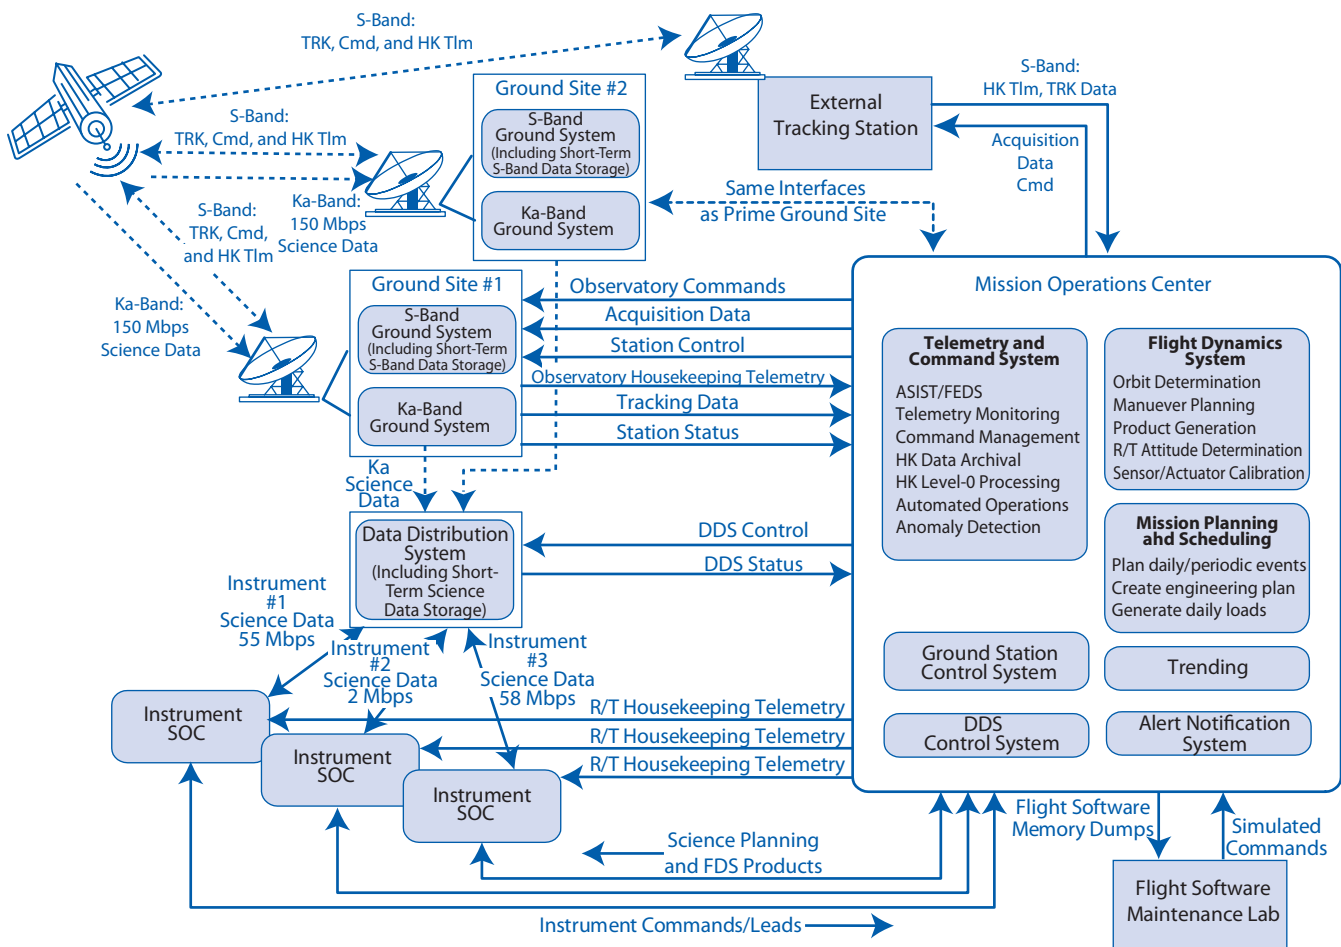 S-Band:
TRK, Cmd, and HK Tlm
S-Band:
TRK, Cmd, and HK Tlm
Ka-Band:
150 Mbps
Science Data
S-Band:
TRK, Cmd,
and HK Tlm
Ka-Band:
150 Mbps
Science Data
Ground Site #2
S-Band
Ground System
(Including Short-Term
S-Band Data Storage)
Ka-Band
Ground System
External
Tracking Station
S-Band:
HK Tlm, TRK Data
Acquisition
Data
Cmd
Same Interfaces
as Prime Ground Site
Ground Site #1
S-Band
Ground System
(Including Short-Term
S-Band Data Storage)
Ka-Band
Ground System
Observatory Commands
Acquisition Data
Station Control
Observatory Housekeeping Telemetry
Tracking Data
Station Status
Ka
Science
Data
Data Distribution
System
(Including Short-
Term Science
Data Storage)
DDS Control
DDS Status
Mission Operations Center
Telemetry and
Command System
ASIST/FEDS
Telemetry Monitoring
Command Management
HK Data Archival
HK Level-0 Processing
Automated Operations
Anomaly Detection
Flight Dynamics
System
Orbit Determination
Manuever Planning
Product Generation
R/T Attitude Determination
Sensor/Actuator Calibration
Mission Planning
and Scheduling
Plan daily/periodic events
Create engineering plan
Generate daily loads
Ground Station
Control System
Trending
DDS
Control System
Alert Notification
System
Instrument
#1
Science Data
55 Mbps
Instrument
#2
Science Data
2 Mbps
Instrument
#3
Science Data
58 Mbps
Instrument
SOC
Instrument
SOC
Instrument
SOC
R/T Housekeeping Telemetry
R/T Housekeeping Telemetry
R/T Housekeeping Telemetry
Science Planning
and FDS Products
Instrument Commands/Leads
Flight Software
Memory Dumps
Simulated
Commands
Flight Software
Maintenance Lab